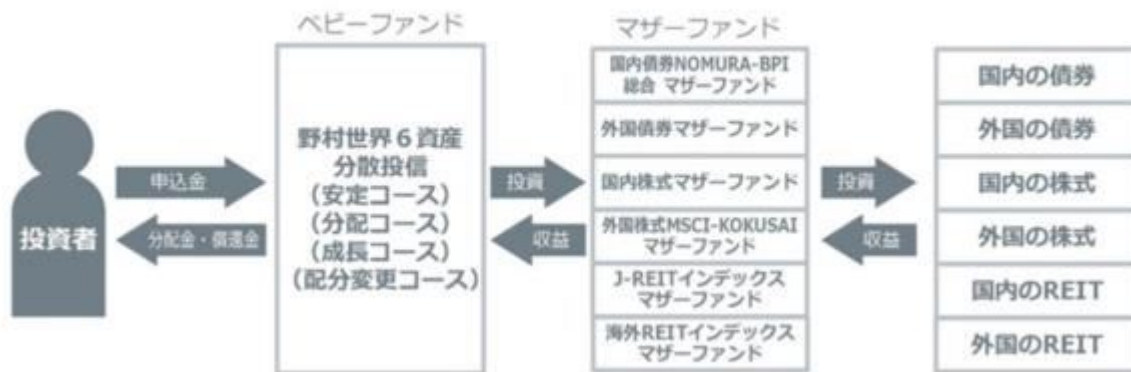 ベビーファンド
マザーファンド
投資者
申込金
分配金・償還金
野村世界6資産
分散投信
（安定コース）
（分配コース）
（成長コース）
（配分変更コース）
投資
収益
国内債券NOMURA-BPI
総合 マザーファンド
外国債券マザーファンド
国内株式マザーファンド
外国株式MSCI-KOKUSAI
マザーファンド
J-REITインデックス
マザーファンド
海外REITインデックス
マザーファンド
投資
収益
国内の債券
外国の債券
国内の株式
外国の株式
国内のREIT
外国のREIT